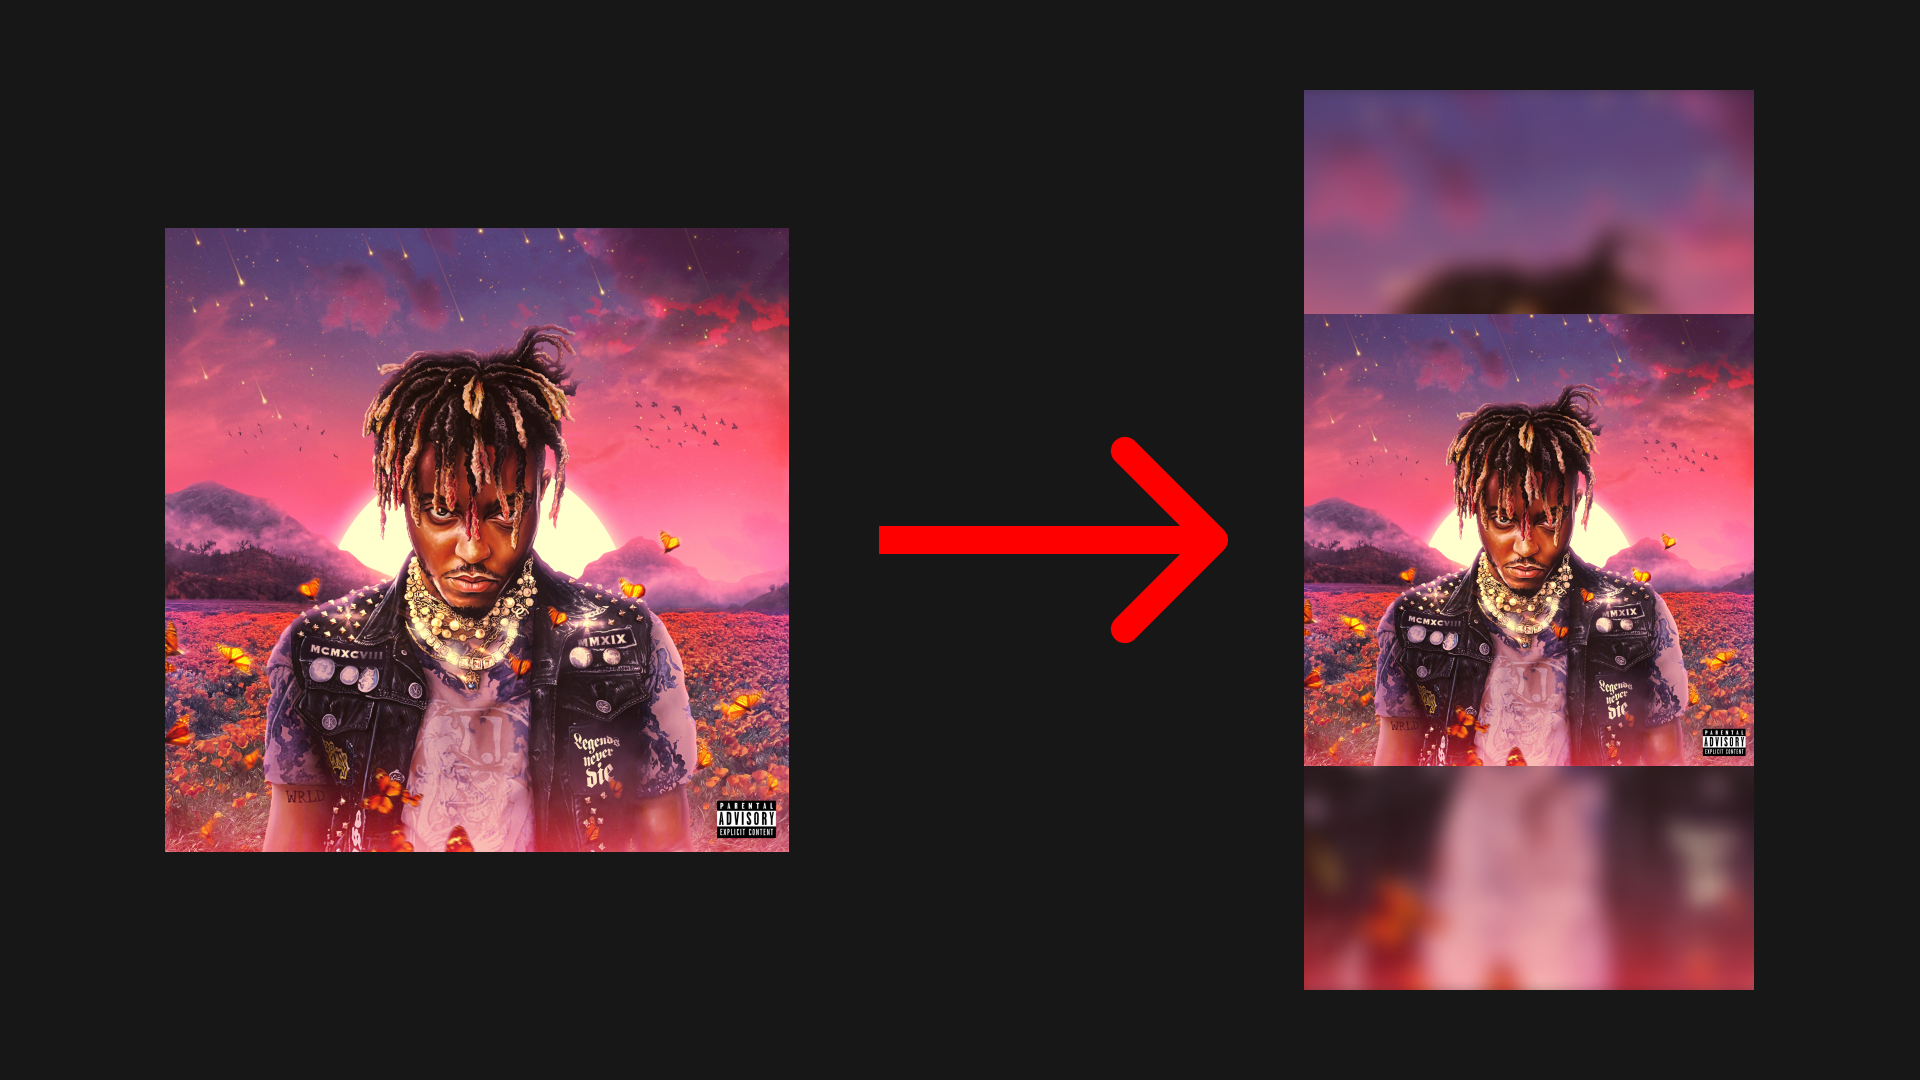 MCMXCVIII
MMXIX
Legends
never
die
WRLD
PARENTAL
ADVISORY
EXPLICIT CONTENT
MCMXCVIII
MMXIX
Legends
never
die
WRLD
PARENTAL
ADVISORY
EXPLICIT CONTENT